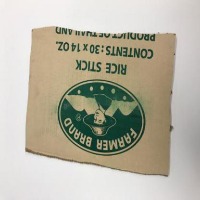 FARMER BRAND
RICE STICK
CONTENTS: 30 x 14 OZ.
PRODUCT OF THAILAND